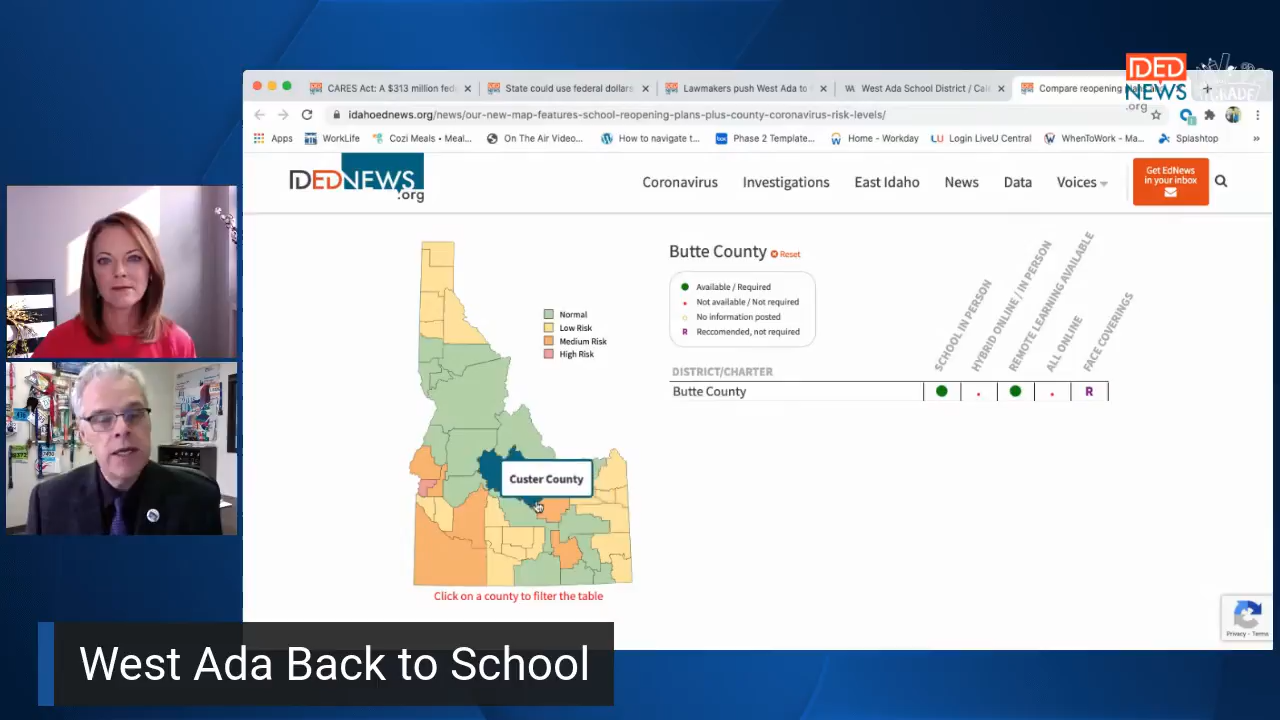 IDED
NEWS
.org
GRADE
CARES Act: A $313 million fed
State could use federal dollars
Lawmakers push West Ada to
WA West Ada School District / Cale
Compare reopening
idahoednews.org/news/our-new-map-features-school-reopening-plans-plus-county-coronavirus-risk-levels/
Apps
WorkLife
Cozi Meals - Meal...
On The Air Video...
How to navigate t...
Phase 2 Template...
Home - Workday
LU Login LiveU Central
WhenToWork - Ma...
Splashtop
IDEDNEWS
.org
Coronavirus
Investigations
East Idaho
News
Data
Voices
Get EdNews
in your inbox
Normal
Low Risk
Medium Risk
High Risk
Custer County
Click on a county to filter the table
Butte County Reset
Available / Required
Not available / Not required
No information posted
R Reccomended, not required
SCHOOL IN PERSON
HYBRID ONLINE / IN PERSON
REMOTE LEARNING AVAILABLE
ALL ONLINE
FACE COVERINGS
DISTRICT/CHARTER
Butte County R
Privacy - Terms
West Ada Back to School